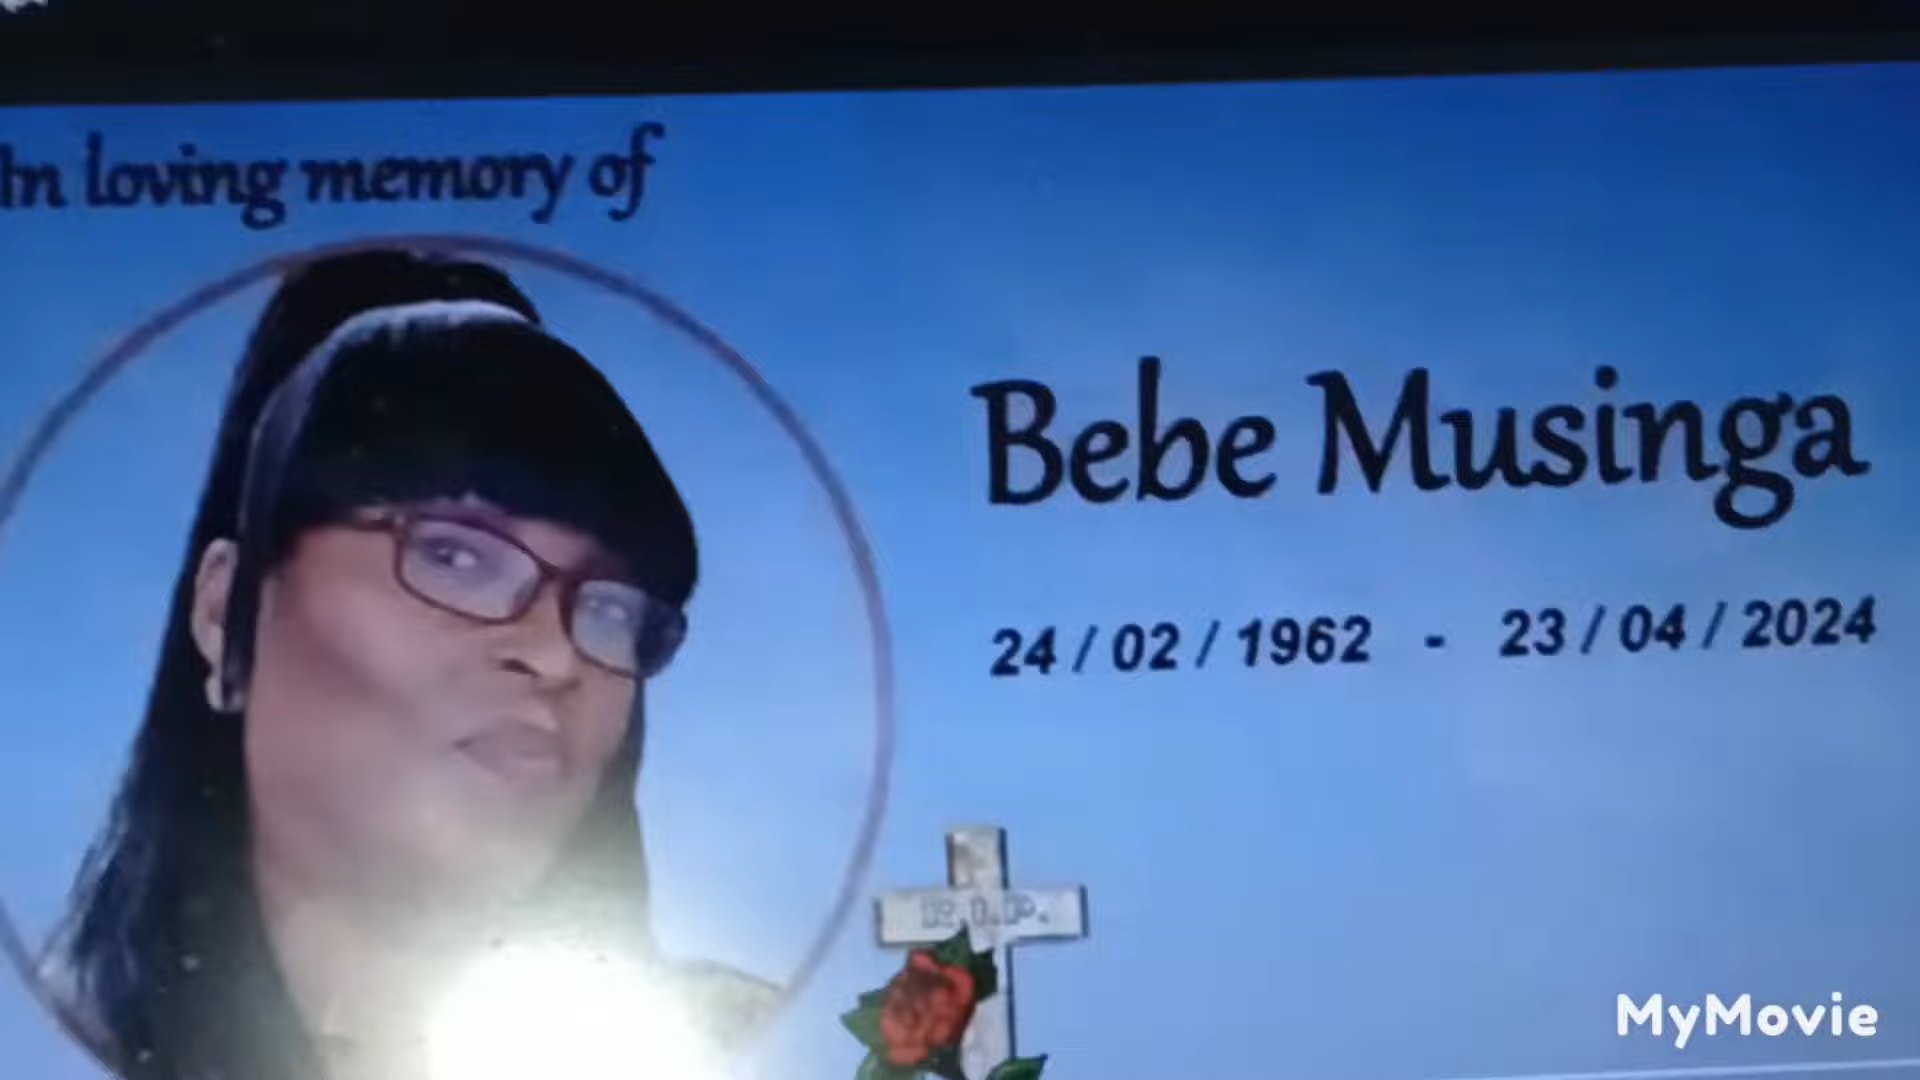 In loving memory of
Bebe Musinga
24 / 02 / 1962 - 23 / 04 / 2024
R.I.P.
MyMovie